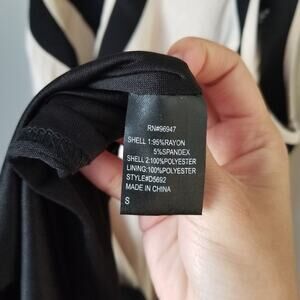 RN#96947
SHELL 1:95%RAYON
5%SPANDEX
SHELL 2:100%POLYESTER
LINING:100%POLYESTER
STYLE#D5692
MADE IN CHINA
S